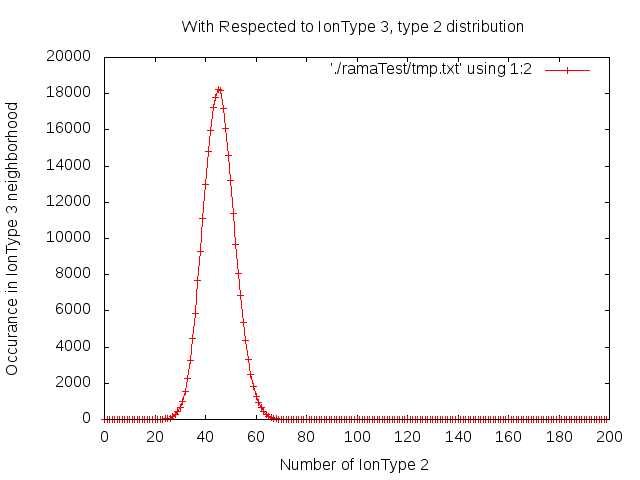 With Respected to IonType 3, type 2 distribution
'./ramaTest/tmp.txt' using 1:2
20000
18000
16000
14000
12000
10000
8000
6000
4000
2000
0
Occurance in IonType 3 neighborhood
0 20 40 60 80 100 120 140 160 180 200
Number of IonType 2